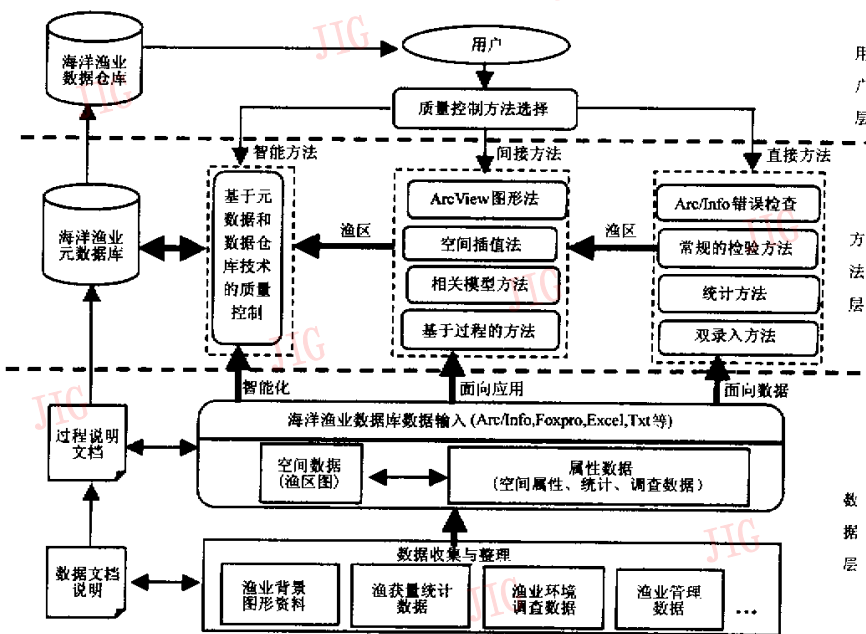 海洋渔业
数据仓库
用户
用
户
层
质量控制方法选择
智能方法
间接方法
直接方法
基于元
数据和
数据仓
库技术
的质量
控制
ArcView图形法
空间插值法
相关模型方法
基于过程的方法
Arc/Info错误检查
常规的检验方法
统计方法
双录入方法
渔区
渔区
海洋渔业
元数据库
方
法
层
智能化
面向应用
面向数据
过程说明
文档
海洋渔业数据库数据输入 (Arc/Info,Foxpro,Excel,Txt等)
空间数据
(渔区图)
属性数据
(空间属性、统计、调查数据)
数
据
层
数据文档
说明
数据收集与整理
渔业背景
图形资料
渔获量统计
数据
渔业环境
调查数据
渔业管理
数据
...
JIG
JIG
JIG
JIG
JIG
JIG
JIG